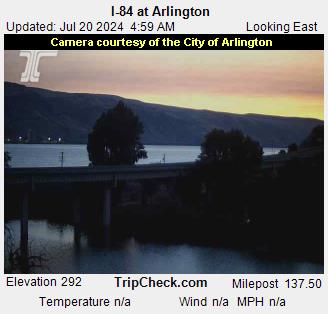 I-84 at Arlington
Updated: Jul 20 2024 4:59 AM Looking East
Camera courtesy of the City of Arlington
Elevation 292 TripCheck.com Milepost 137.50
Temperature n/a Wind n/a MPH n/a